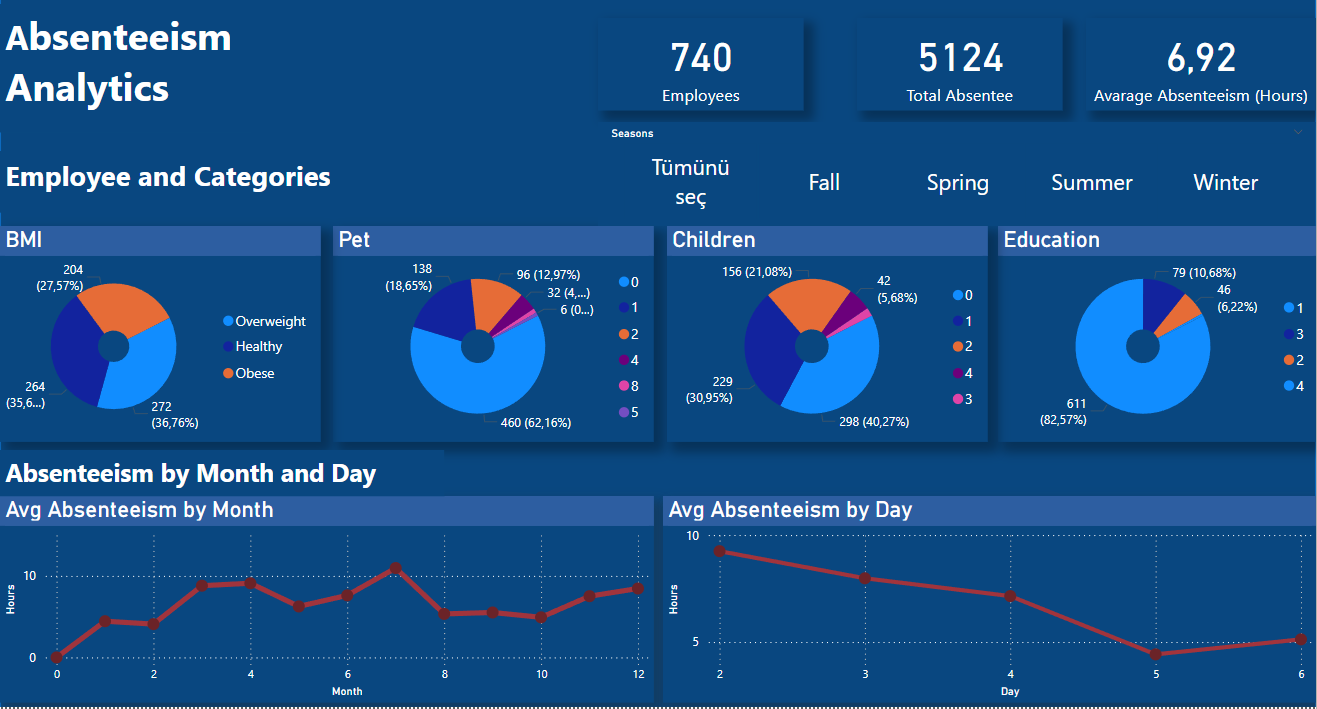 Absenteeism
Analytics
740
Employees
5124
Total Absentee
6,92
Avarage Absenteeism (Hours)
Seasons
Employee and Categories
Tümünü
seç
Fall
Spring
Summer
Winter
BMI
204
(27,57%)
264
(35,6...)
272
(36,76%)
Overweight
Healthy
Obese
Pet
138
(18,65%)
96 (12,97%)
32 (4,...)
6 (0...)
460 (62,16%)
0
1
2
4
8
5
Children
156 (21,08%)
42
(5,68%)
229
(30,95%)
298 (40,27%)
0
1
2
4
3
Education
79 (10,68%)
46
(6,22%)
611
(82,57%)
1
3
2
4
Absenteeism by Month and Day
Avg Absenteeism by Month
Hours
10
0
0 2 4 6 8 10 12
Month
Avg Absenteeism by Day
Hours
10
5
2 3 4 5 6
Day